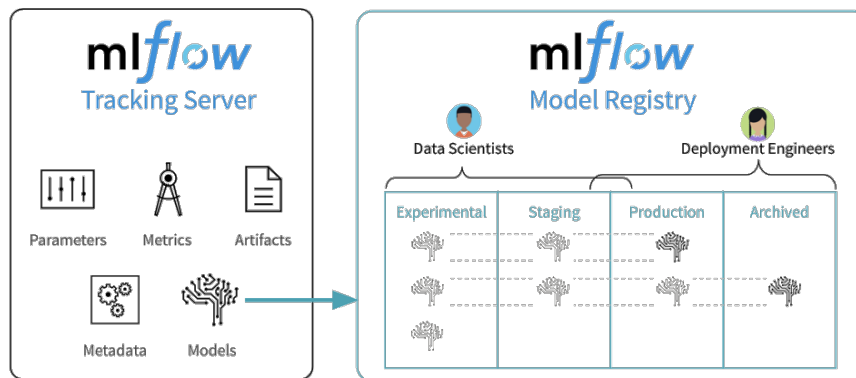 mlflow
Tracking Server
Parameters
Metrics
Artifacts
Metadata
Models
mlflow
Model Registry
Data Scientists
Deployment Engineers
Experimental
Staging
Production
Archived